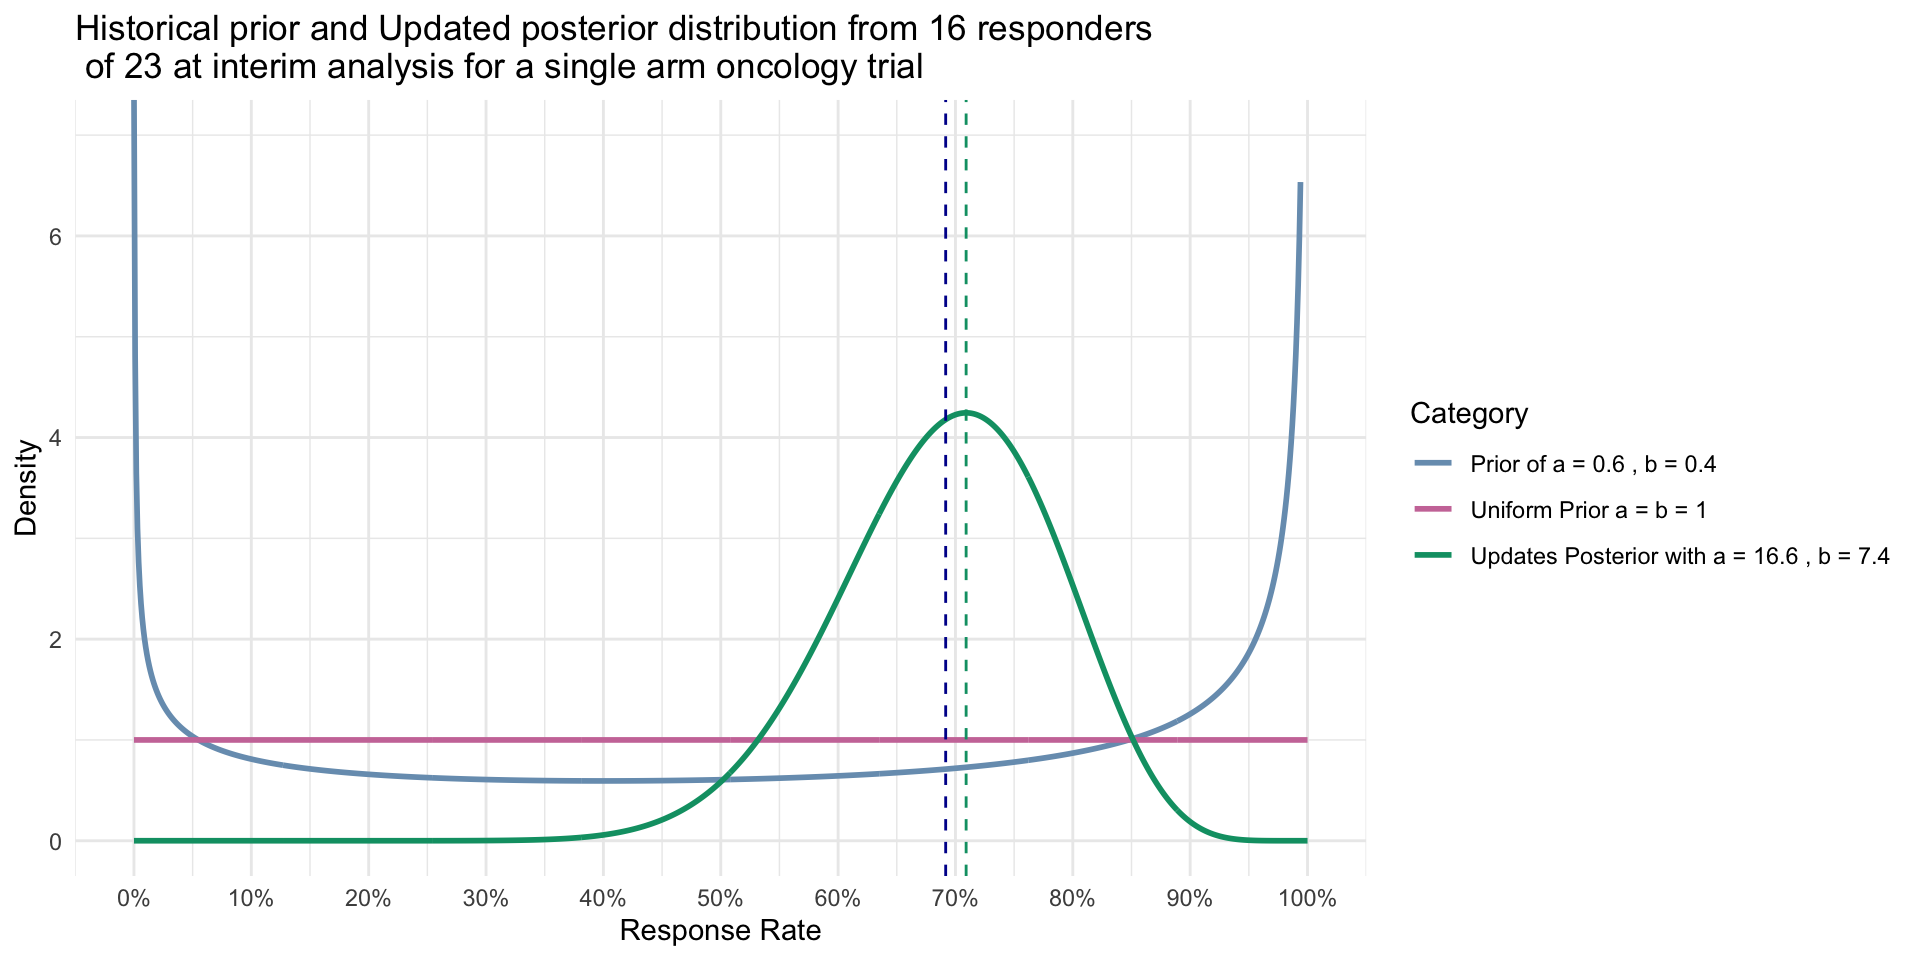 Historical prior and Updated posterior distribution from 16 responders
of 23 at interim analysis for a single arm oncology trial
Density
6
4
2
0
0%
10%
20%
30%
40%
50%
60%
70%
80%
90%
100%
Response Rate
Category
Prior of a = 0.6 , b = 0.4
Uniform Prior a = b = 1
Updates Posterior with a = 16.6 , b = 7.4